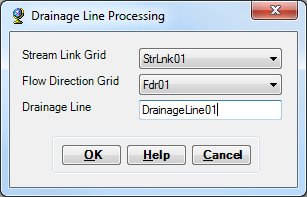 Drainage Line Processing
Stream Link Grid StrLnk01
Flow Direction Grid Fdr01
Drainage Line DrainageLine01
OK Help Cancel